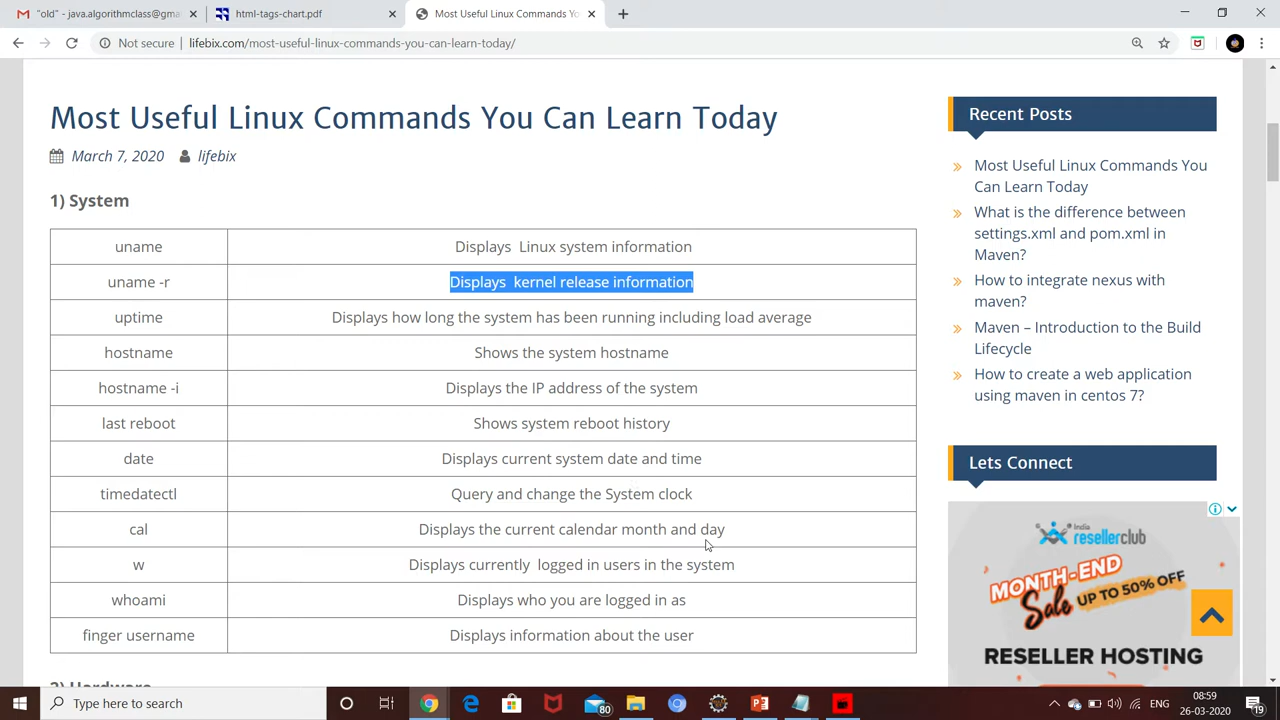 "old" - java.algorithmclass@gma
html-tags-chart.pdf
Most Useful Linux Commands Yo
Not secure | lifebix.com/most-useful-linux-commands-you-can-learn-today/
Most Useful Linux Commands You Can Learn Today
March 7, 2020 lifebix
1) System
uname Displays Linux system information
uname -r Displays kernel release information
uptime Displays how long the system has been running including load average
hostname Shows the system hostname
hostname -i Displays the IP address of the system
last reboot Shows system reboot history
date Displays current system date and time
timedatectl Query and change the System clock
cal Displays the current calendar month and day
w Displays currently logged in users in the system
whoami Displays who you are logged in as
finger username Displays information about the user
2) Hardware
Recent Posts
Most Useful Linux Commands You
Can Learn Today
What is the difference between
settings.xml and pom.xml in
Maven?
How to integrate nexus with
maven?
Maven – Introduction to the Build
Lifecycle
How to create a web application
using maven in centos 7?
Lets Connect
India
resellerclub
MONTH-END
Sale UP TO 50% OFF
RESELLER HOSTING
Type here to search
80
ENG
08:59
26-03-2020
19